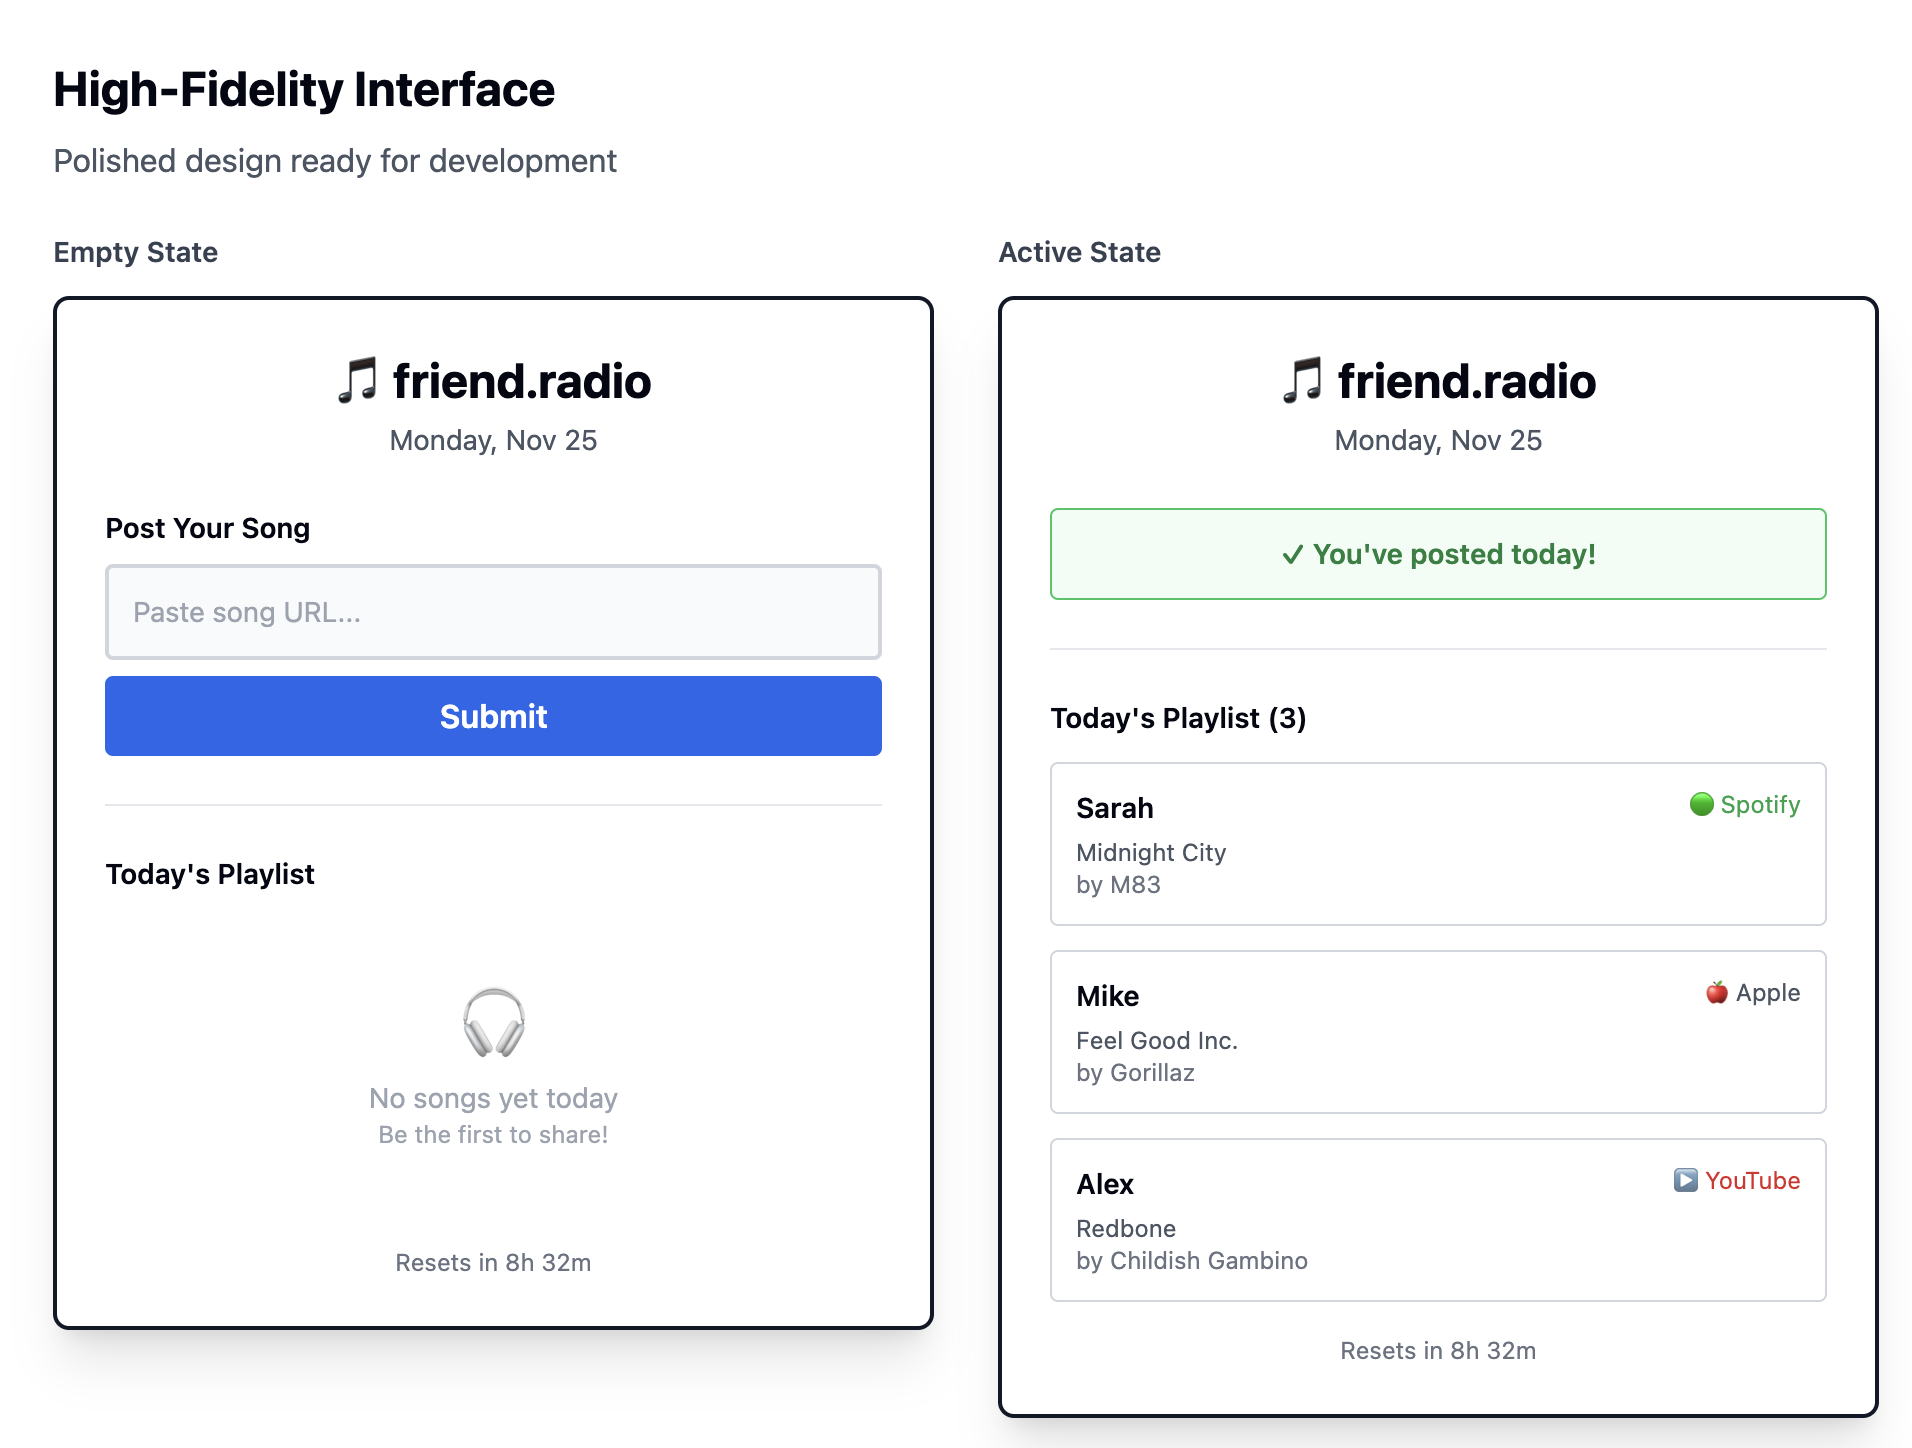 High-Fidelity Interface
Polished design ready for development
Empty State
🎵 friend.radio
Monday, Nov 25
Post Your Song
Paste song URL...
Submit
Today's Playlist
No songs yet today
Be the first to share!
Resets in 8h 32m
Active State
🎵 friend.radio
Monday, Nov 25
✓ You've posted today!
Today's Playlist (3)
Sarah
🟢 Spotify
Midnight City
by M83
Mike
🍎 Apple
Feel Good Inc.
by Gorillaz
Alex
▶️ YouTube
Redbone
by Childish Gambino
Resets in 8h 32m